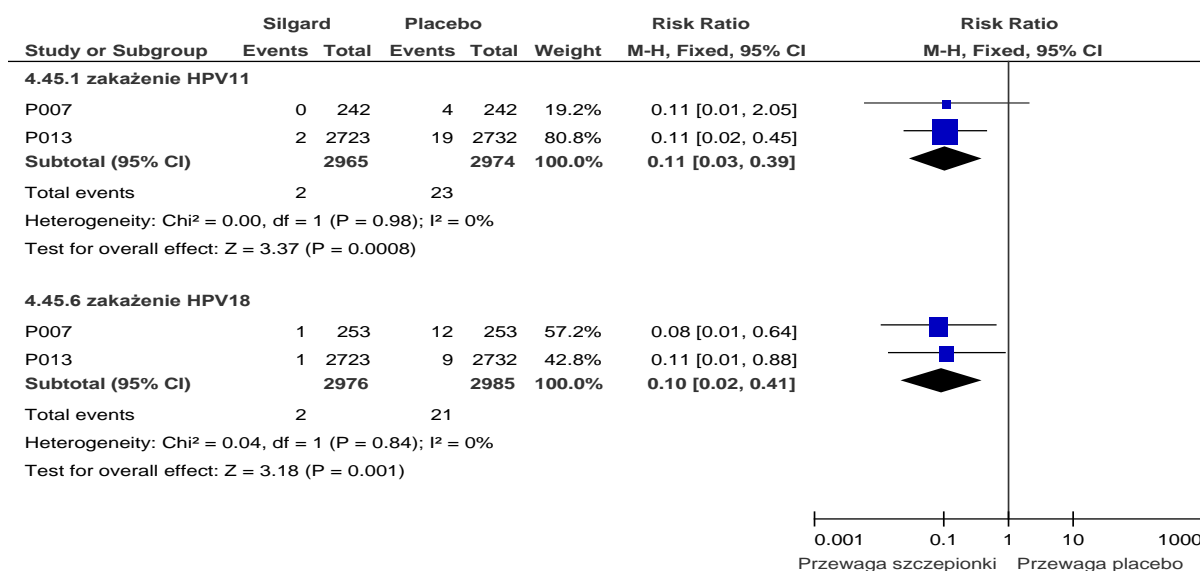 Silgard Placebo Risk Ratio Risk Ratio
Study or Subgroup Events Total Events Total Weight M-H, Fixed, 95% CI M-H, Fixed, 95% CI
4.45.1 zakażenie HPV11
P007 0 242 4 242 19.2% 0.11 [0.01, 2.05]
P013 2 2723 19 2732 80.8% 0.11 [0.02, 0.45]
Subtotal (95% CI) 2965 2974 100.0% 0.11 [0.03, 0.39]
Total events 2 23
Heterogeneity: Chi² = 0.00, df = 1 (P = 0.98); I² = 0%
Test for overall effect: Z = 3.37 (P = 0.0008)
4.45.6 zakażenie HPV18
P007 1 253 12 253 57.2% 0.08 [0.01, 0.64]
P013 1 2723 9 2732 42.8% 0.11 [0.01, 0.88]
Subtotal (95% CI) 2976 2985 100.0% 0.10 [0.02, 0.41]
Total events 2 21
Heterogeneity: Chi² = 0.04, df = 1 (P = 0.84); I² = 0%
Test for overall effect: Z = 3.18 (P = 0.001)
0.001 0.1 1 10 1000
Przewaga szczepionki Przewaga placebo